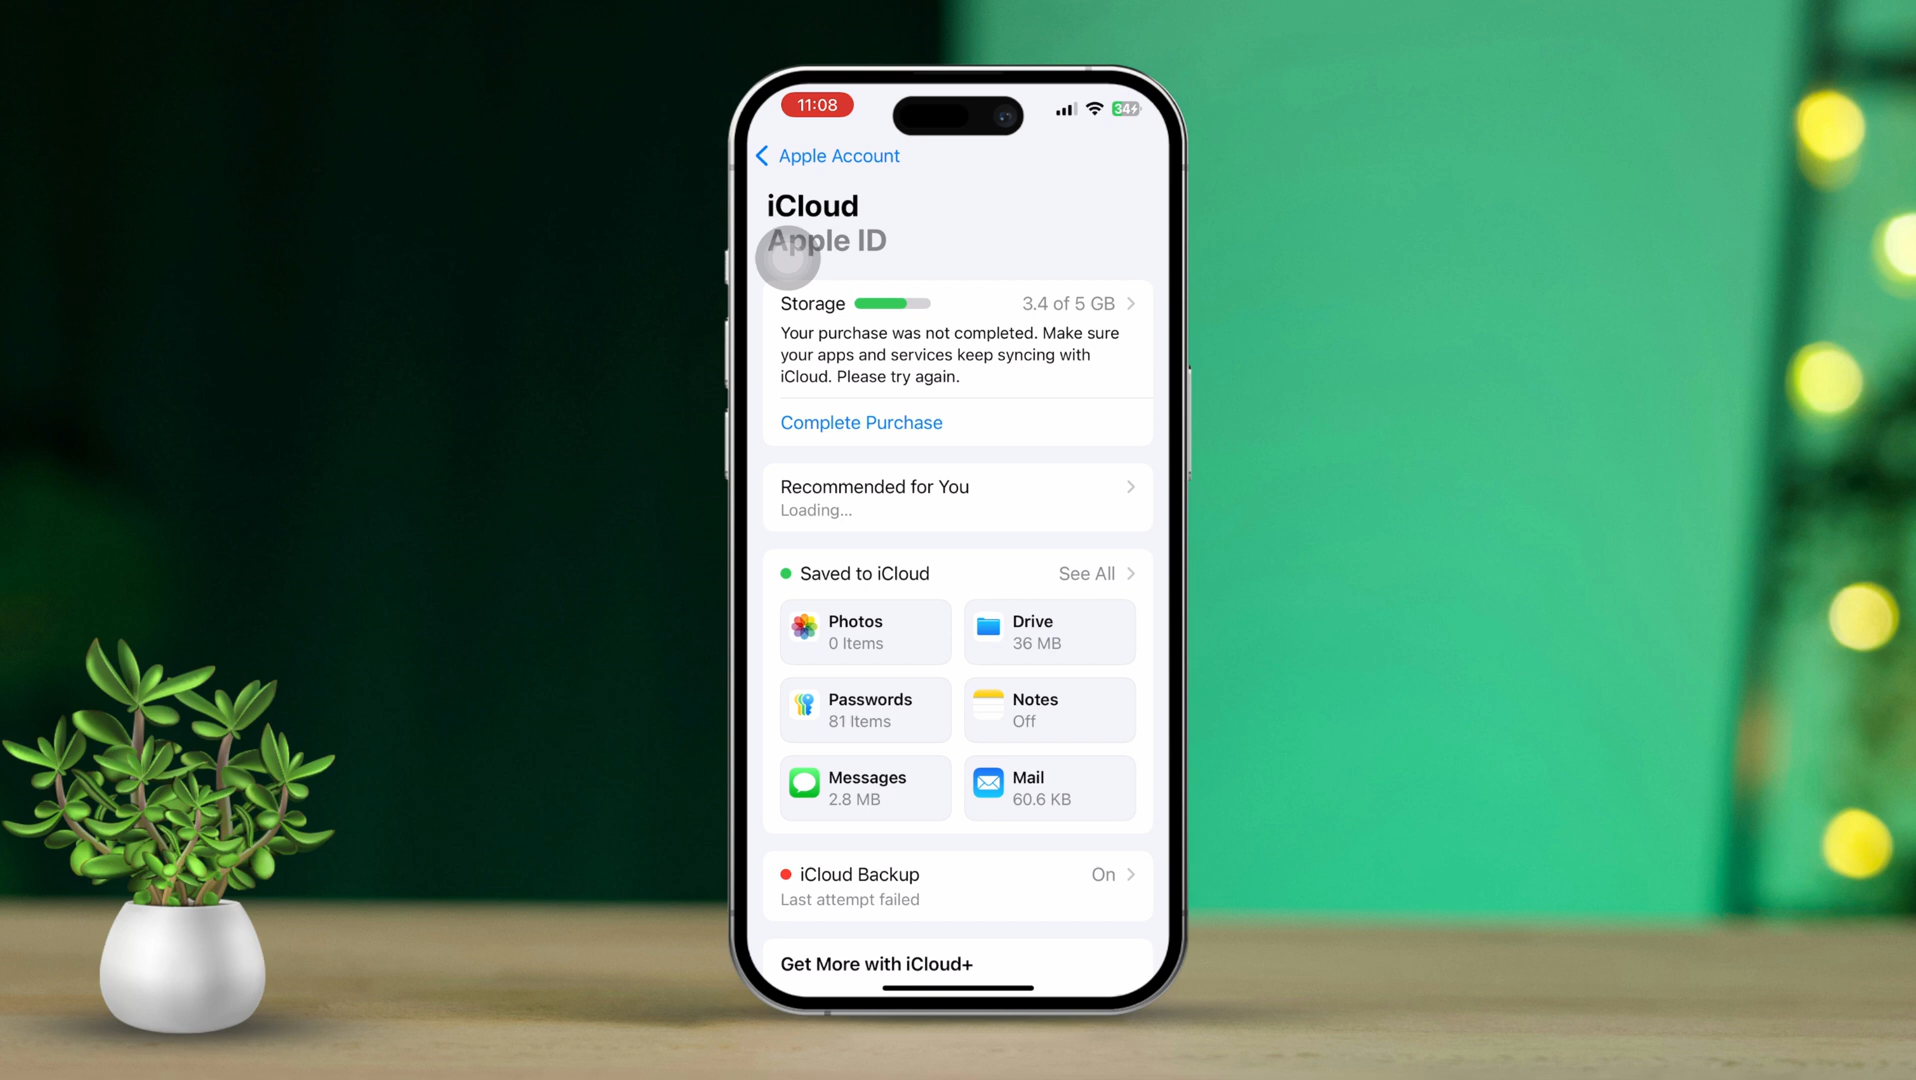 11:08
34
Apple Account
iCloud
Apple ID
Storage 3.4 of 5 GB
Your purchase was not completed. Make sure
your apps and services keep syncing with
iCloud. Please try again.
Complete Purchase
Recommended for You
Loading...
Saved to iCloud See All
Photos
0 Items
Drive
36 MB
Passwords
81 Items
Notes
Off
Messages
2.8 MB
Mail
60.6 KB
iCloud Backup On
Last attempt failed
Get More with iCloud+